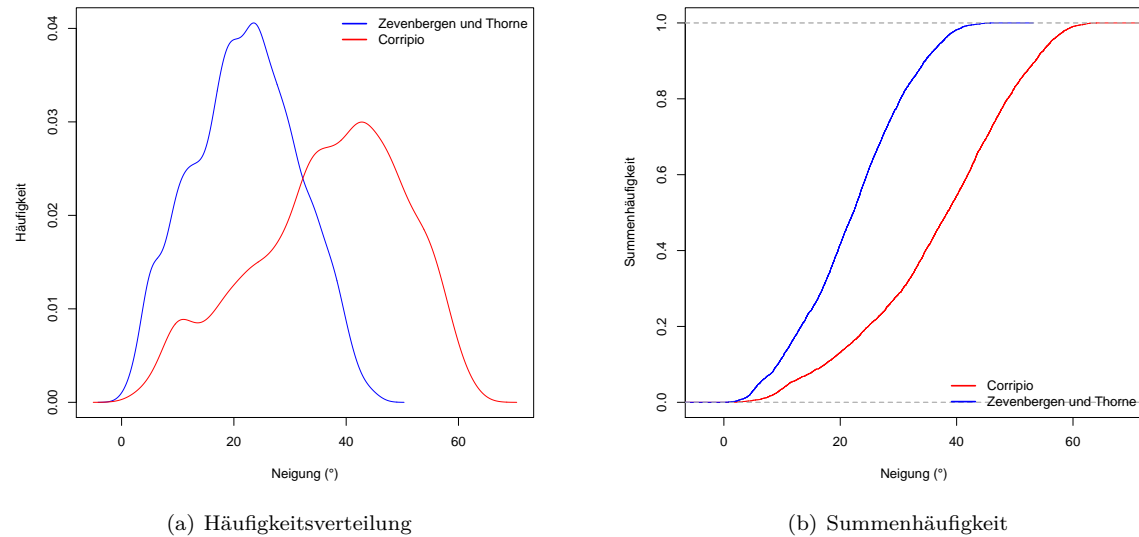 Häufigkeit
0.00
0.01
0.02
0.03
0.04
0
20
40
60
Neigung (°)
Zevenbergen und Thorne
Corripio
(a) Häufigkeitsverteilung
Summenhäufigkeit
0.0
0.2
0.4
0.6
0.8
1.0
0
20
40
60
Neigung (°)
Corripio
Zevenbergen und Thorne
(b) Summenhäufigkeit